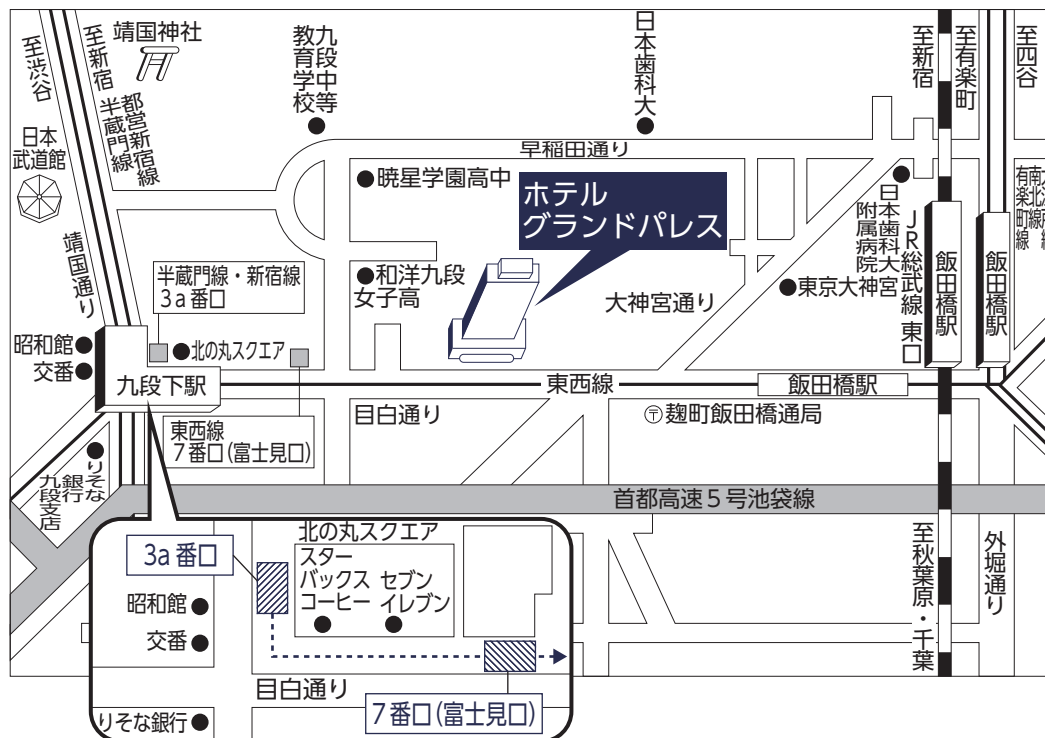 至渋谷
至新宿
靖国神社
都営新宿線
半蔵門線
九段中等
教育学校
日本歯科大
至新宿
至有楽町
至四谷
日本
武道館
早稲田通り
暁星学園高中
ホテル
グランドパレス
日本歯科大
附属病院
JR総武線 東口
飯田橋駅
飯田橋駅
南北線
有楽町線
靖国通り
半蔵門線・新宿線
3a番口
和洋九段
女子高
大神宮通り
東京大神宮
昭和館
交番
北の丸スクエア
九段下駅
東西線
飯田橋駅
東西線
7番口(富士見口)
目白通り
〒麹町飯田橋通局
りそな
銀行
九段支店
首都高速5号池袋線
至秋葉原・千葉
外堀通り
3a番口
北の丸スクエア
スター
バックス
コーヒー
セブン
イレブン
昭和館
交番
目白通り
7番口(富士見口)
りそな銀行